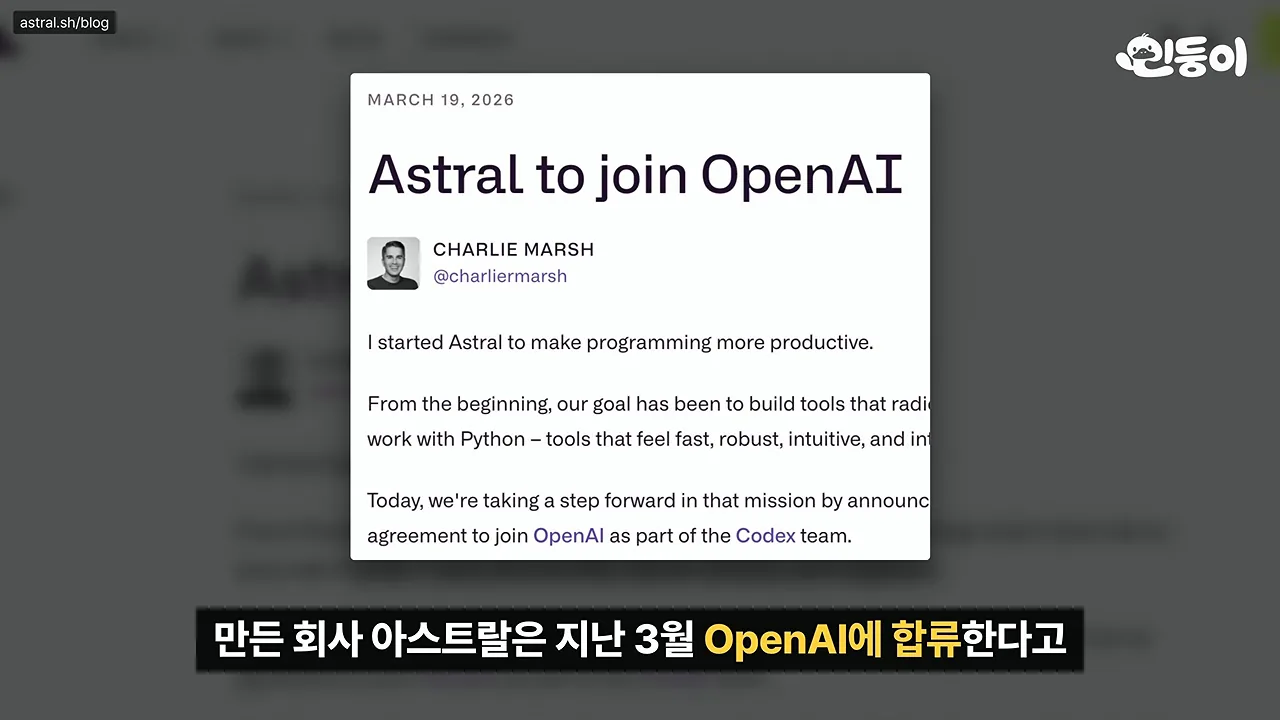 astral.sh/blog
인둥이
MARCH 19, 2026
Astral to join OpenAI
CHARLIE MARSH
@charliermarsh
I started Astral to make programming more productive.
From the beginning, our goal has been to build tools that radi
work with Python – tools that feel fast, robust, intuitive, and int
Today, we're taking a step forward in that mission by announc
agreement to join OpenAI as part of the Codex team.
만든 회사 아스트랄은 지난 3월 OpenAI에 합류한다고